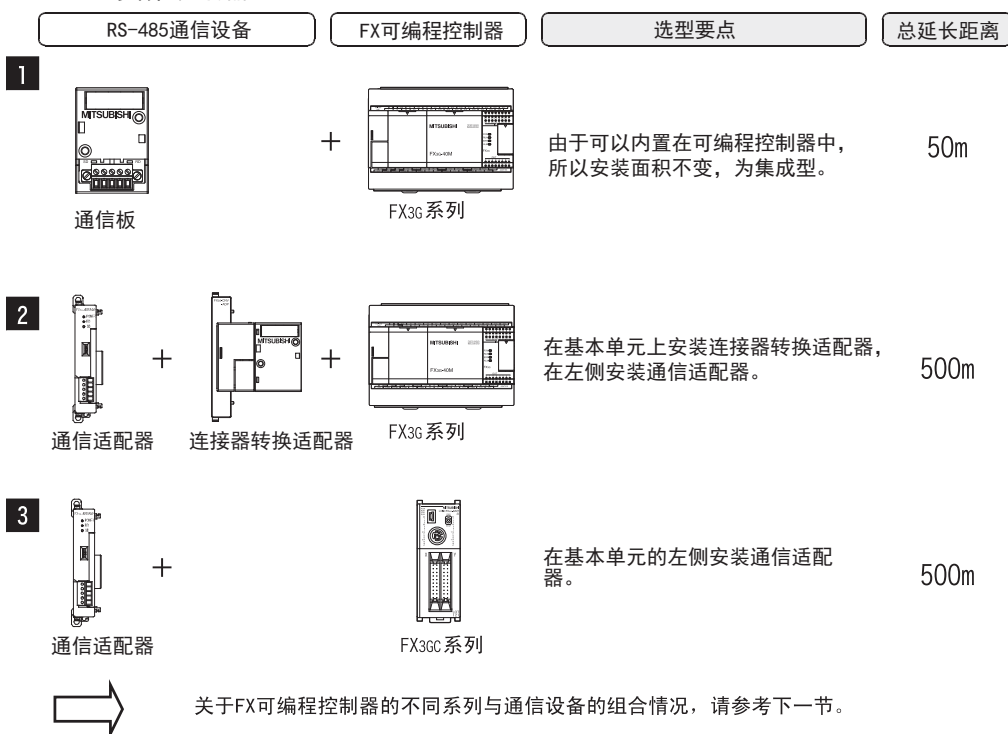 RS-485通信设备
FX可编程控制器
选型要点
总延长距离
1
MITSUBISHI
通信板
+
MITSUBISHI
FX3G-40M
FX3G系列
由于可以内置在可编程控制器中,
所以安装面积不变, 为集成型。
50m
2
通信适配器
+
MITSUBISHI
连接器转换适配器
+
MITSUBISHI
FX3G-40M
FX3G系列
在基本单元上安装连接器转换适配器,
在左侧安装通信适配器。
500m
3
通信适配器
+
FX3GC系列
在基本单元的左侧安装通信适配
器。
500m
关于FX可编程控制器的不同系列与通信设备的组合情况, 请参考下一节。